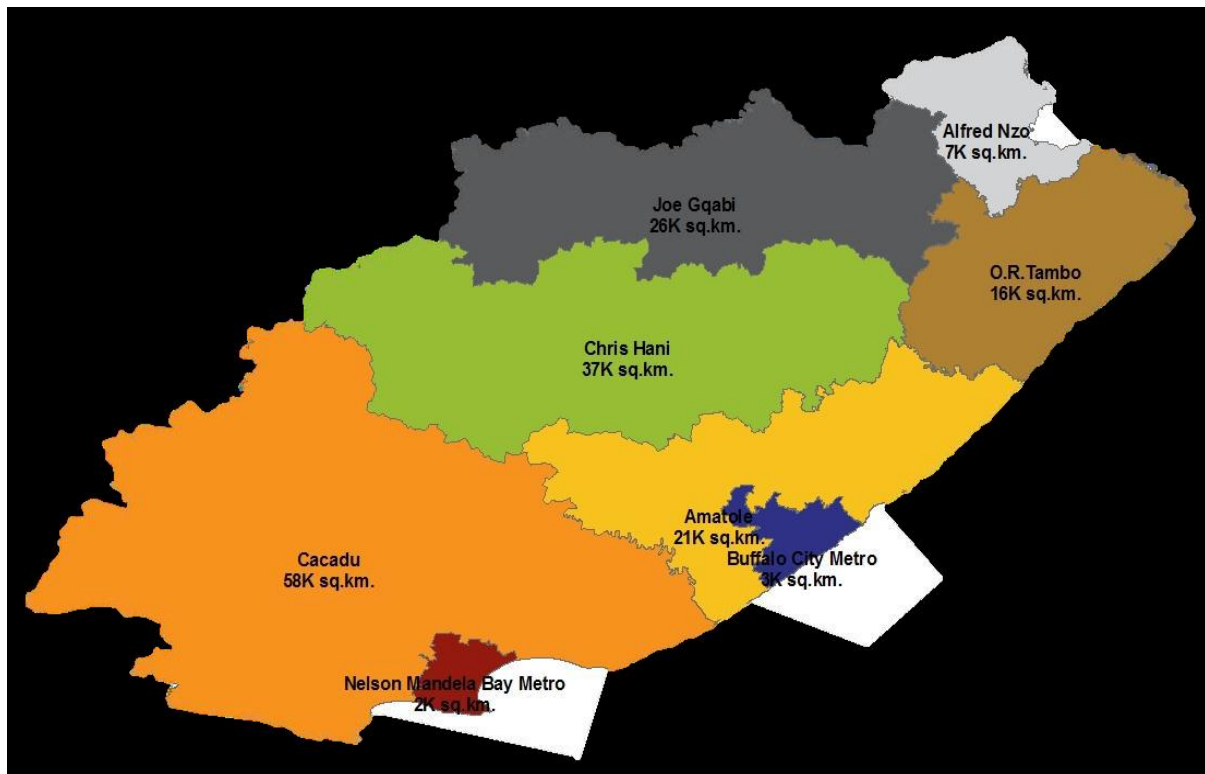 Alfred Nzo
7K sq.km.
Joe Gqabi
26K sq.km.
O.R.Tambo
16K sq.km.
Chris Hani
37K sq.km.
Amatole
21K sq.km.
Buffalo City Metro
3K sq.km.
Cacadu
58K sq.km.
Nelson Mandela Bay Metro
2K sq.km.